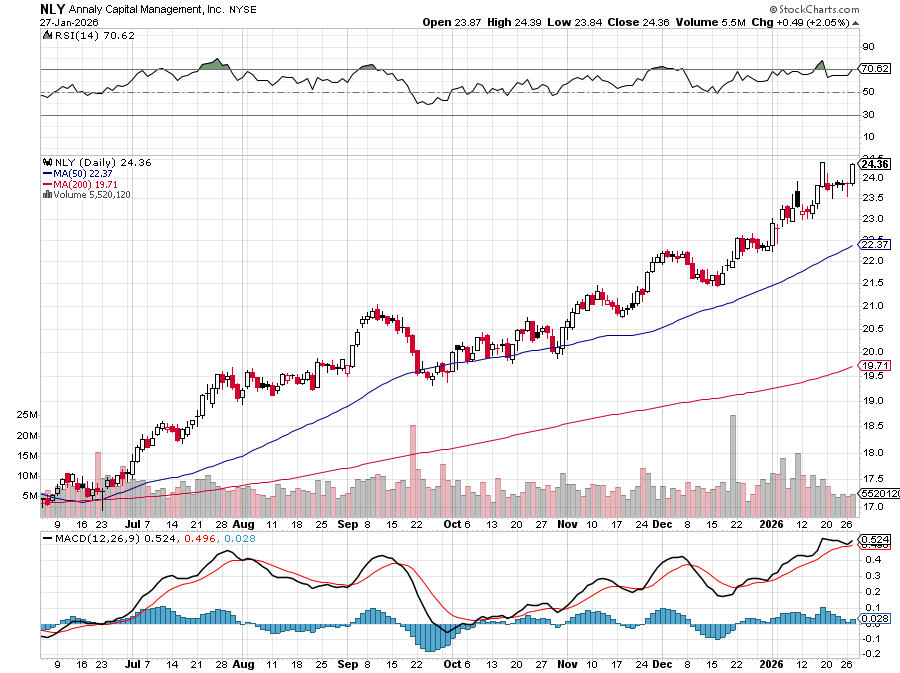 NLY Annaly Capital Management, Inc. NYSE © StockCharts.com
27-Jan-2026 Open 23.87 High 24.39 Low 23.84 Close 24.36 Volume 5.5M Chg +0.49 (+2.05%)
RSI(14) 70.62
90
70.62
50
30
10
NLY (Daily) 24.36
MA(50) 22.37
MA(200) 19.71
Volume 5,520,120
24.36
24.0
23.5
23.0
22.37
22.0
21.5
21.0
20.5
20.0
19.71
19.5
19.0
18.5
18.0
17.5
5520120
17.0
25M
20M
15M
10M
5M
9 16 23 Jul 7 14 21 28 Aug 11 18 25 Sep 8 15 22 Oct 6 13 20 27 Nov 10 17 24 Dec 8 15 22 2026 12 20 26
MACD(12,26,9) 0.524, 0.496, 0.028
0.524
0.4
0.3
0.2
0.1
0.028
-0.1
-0.2
9 16 23 Jul 7 14 21 28 Aug 11 18 25 Sep 8 15 22 Oct 6 13 20 27 Nov 10 17 24 Dec 8 15 22 2026 12 20 26